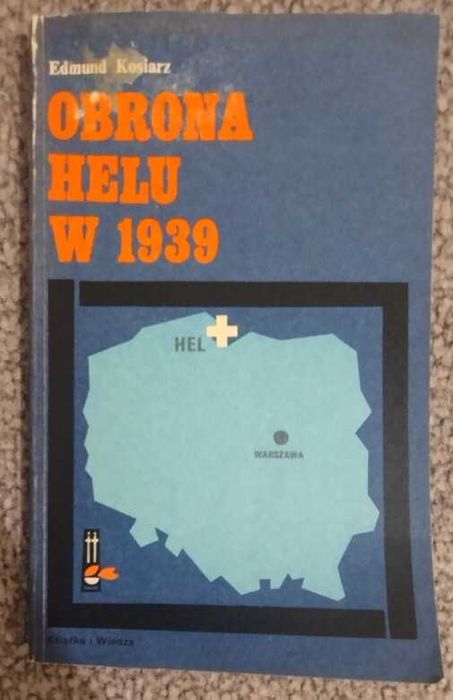 Edmund Kosiarz
OBRONA
HELU
W 1939
HEL
WARSZAWA
Książka i Wiedza